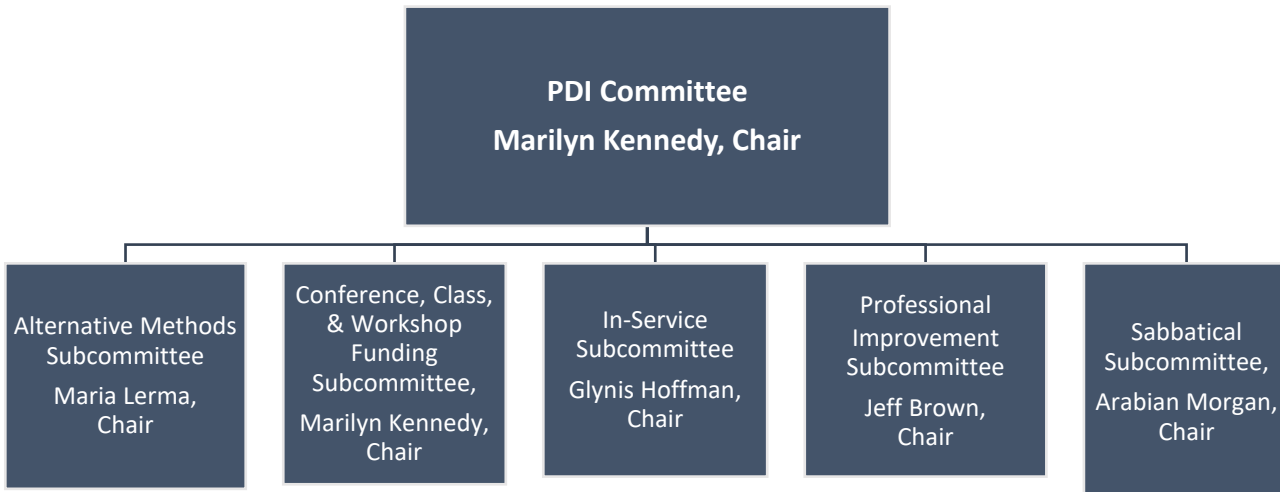 PDI Committee
Marilyn Kennedy, Chair
Alternative Methods
Subcommittee
Maria Lerma,
Chair
Conference, Class,
& Workshop
Funding
Subcommittee,
Marilyn Kennedy,
Chair
In-Service
Subcommittee
Glynis Hoffman,
Chair
Professional
Improvement
Subcommittee
Jeff Brown,
Chair
Sabbatical
Subcommittee,
Arabian Morgan,
Chair